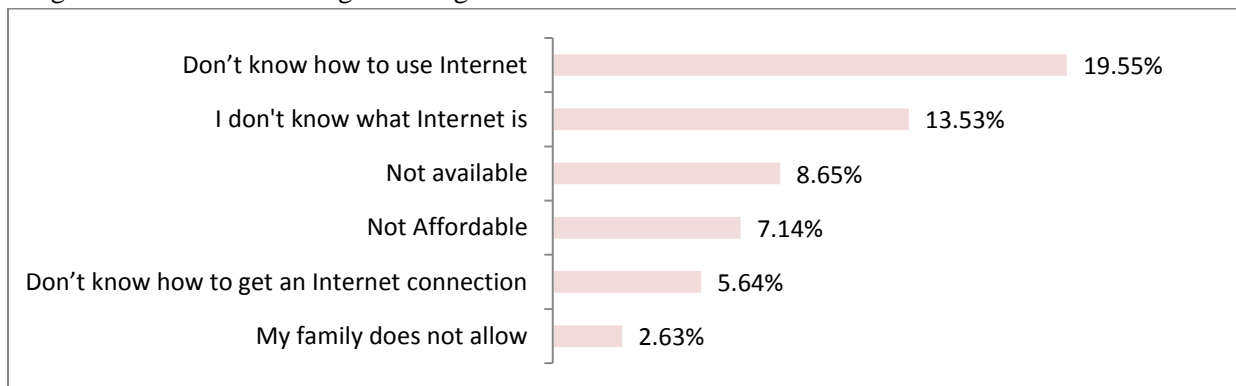 Don’t know how to use Internet 19.55%
I don't know what Internet is 13.53%
Not available 8.65%
Not Affordable 7.14%
Don’t know how to get an Internet connection 5.64%
My family does not allow 2.63%